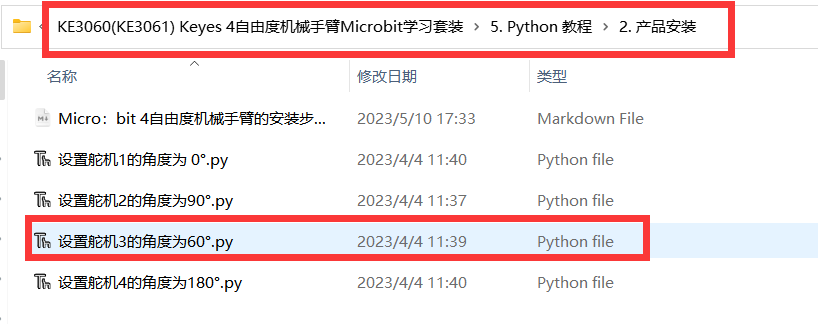 KE3060(KE3061) Keyes 4自由度机械手臂Microbit学习套装 > 5. Python 教程 > 2. 产品安装
名称 修改日期 类型
Micro：bit 4自由度机械手臂的安装步... 2023/5/10 17:33 Markdown File
设置舵机1的角度为 0°.py 2023/4/4 11:40 Python file
设置舵机2的角度为90°.py 2023/4/4 11:37 Python file
设置舵机3的角度为60°.py 2023/4/4 11:39 Python file
设置舵机4的角度为180°.py 2023/4/4 11:40 Python file